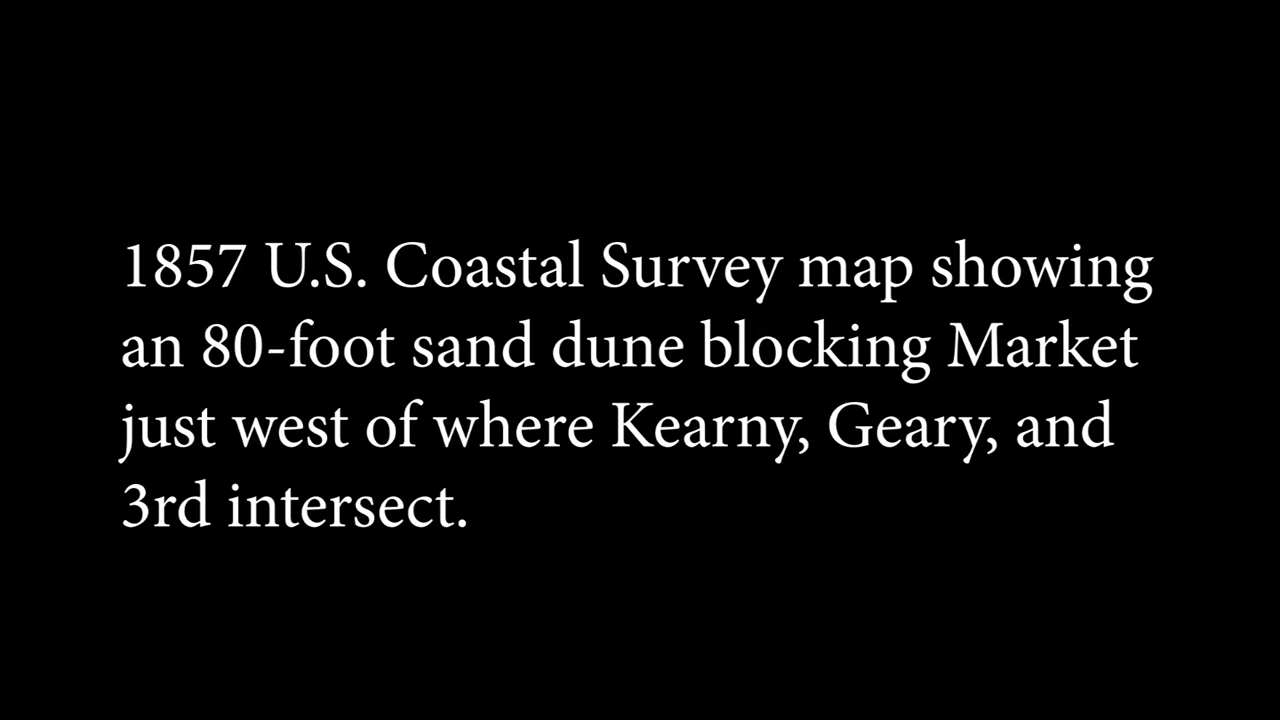 1857 U.S. Coastal Survey map showing
an 80-foot sand dune blocking Market
just west of where Kearny, Geary, and
3rd intersect.